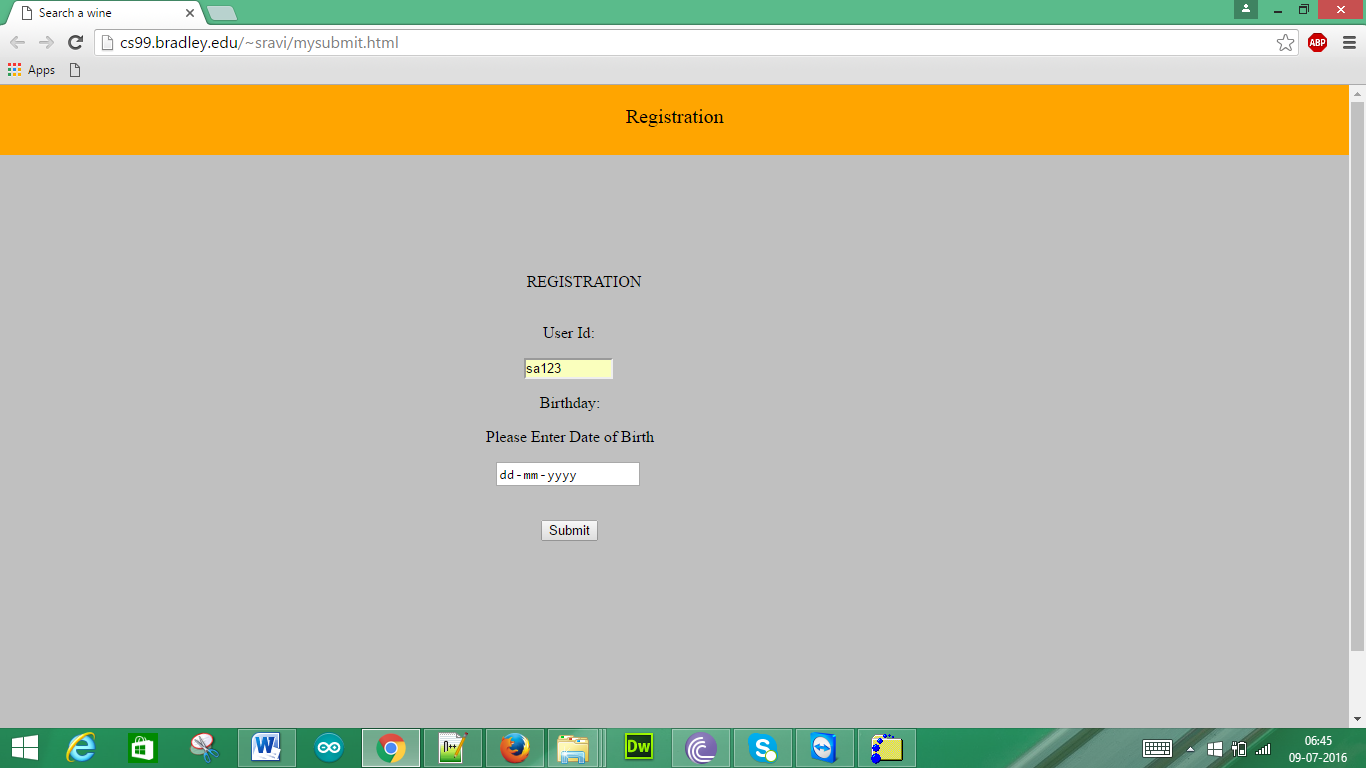 Search a wine
cs99.bradley.edu/~sravi/mysubmit.html
ABP
Apps
Registration
REGISTRATION
User Id:
sa123
Birthday:
Please Enter Date of Birth
dd-mm-yyyy
Submit
W
Dw
S
06:45
09-07-2016